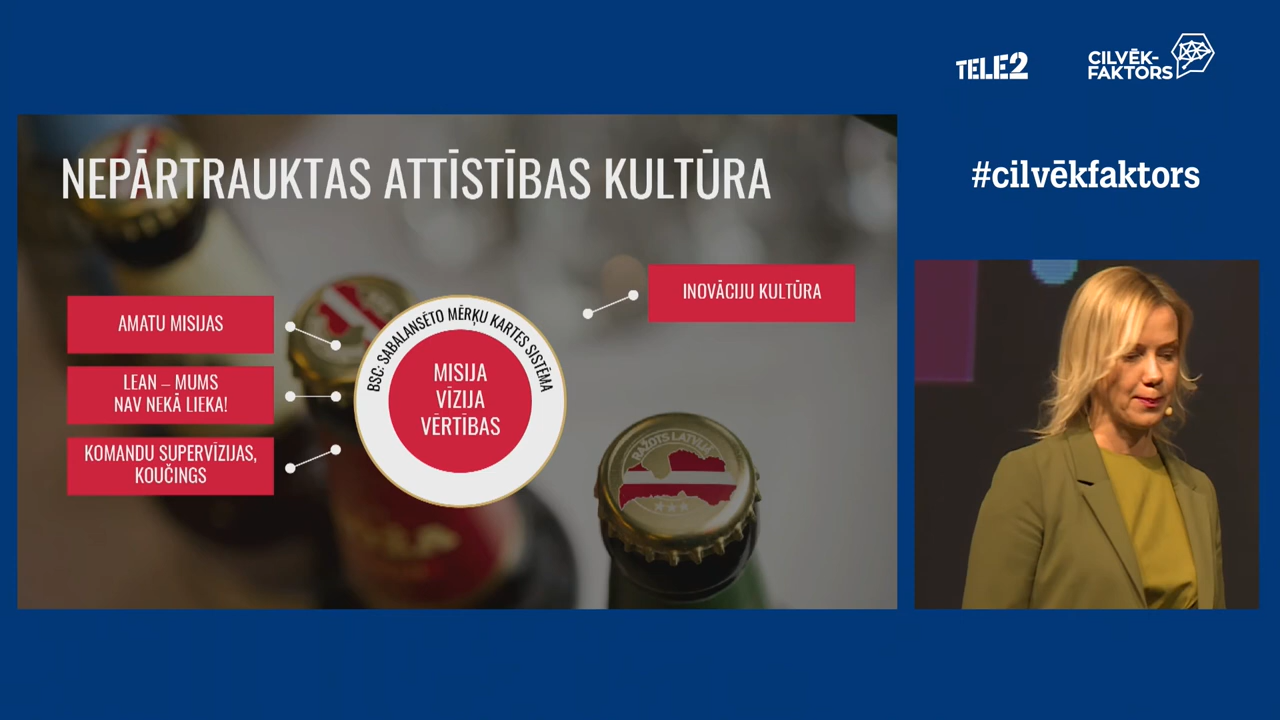 TELE2
CILVĒK-
FAKTORS
#cilvēkfaktors
NEPĀRTRAUKTAS ATTĪSTĪBAS KULTŪRA
AMATU MISIJAS
LEAN – MUMS
NAV NEKĀ LIEKA!
KOMANDU SUPERVĪZIJAS,
KOUČINGS
BSC: SABALANSĒTO MĒRĶU KARTES SISTĒMA
MISIJA
VĪZIJA
VĒRTĪBAS
INOVĀCIJU KULTŪRA
RAŽOTS LATVIJĀ